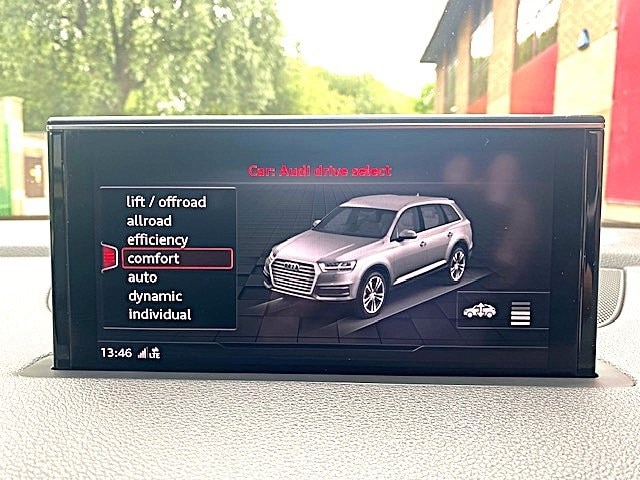 Car: Audi drive select
lift / offroad
allroad
efficiency
comfort
auto
dynamic
individual
13:46 LTE